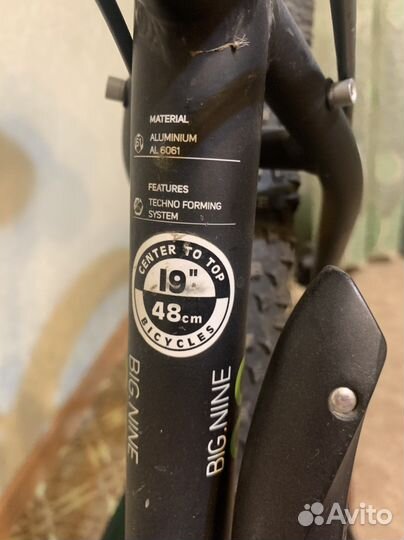 MATERIAL
ALUMINIUM
AL 6061
FEATURES
TECHNO FORMING
SYSTEM
CENTER TO TOP
19"
48cm
BICYCLES
BIG.NINE
BIG.NINE
Avito